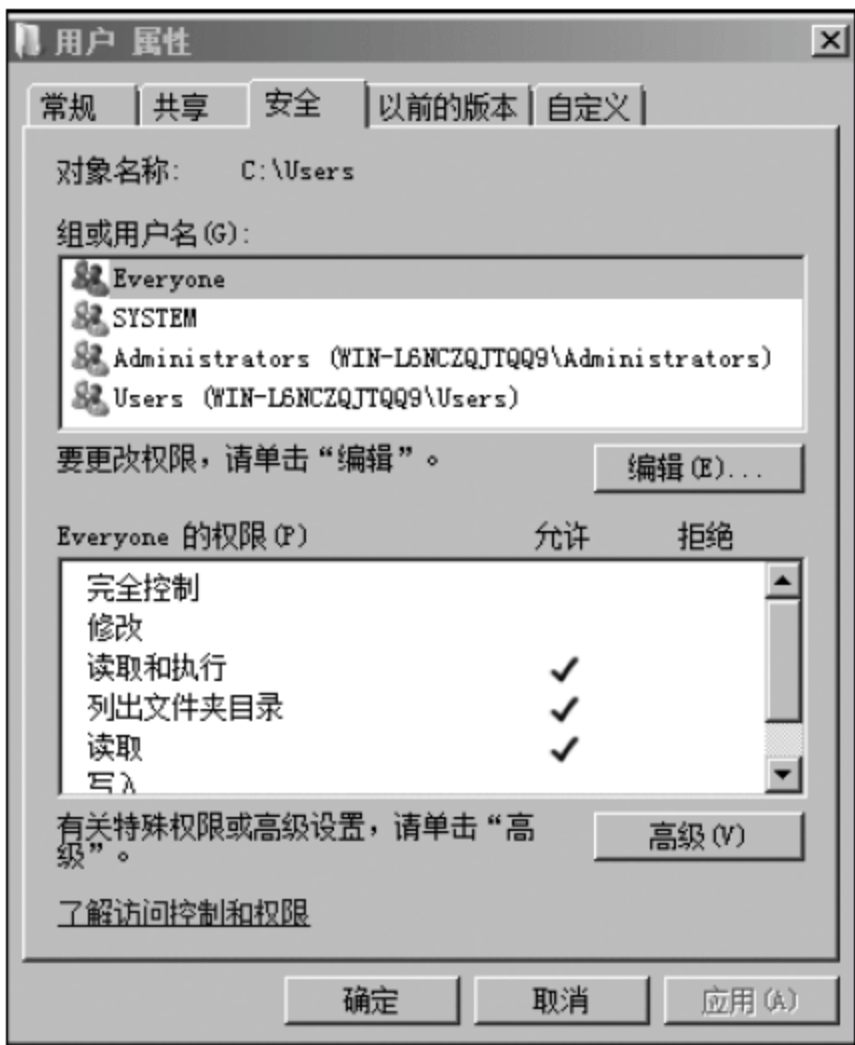 用户 属性
常规 共享 安全 以前的版本 自定义
对象名称: C:\Users
组或用户名(G):
Everyone
SYSTEM
Administrators (WIN-L6NCZQJTQQ9\Administrators)
Users (WIN-L6NCZQJTQQ9\Users)
要更改权限，请单击“编辑”。 编辑(E)...
Everyone 的权限(P) 允许 拒绝
完全控制
修改
读取和执行
列出文件夹目录
读取
写入
有关特殊权限或高级设置，请单击“高
级”。 高级(V)
了解访问控制和权限
确定 取消 应用(A)